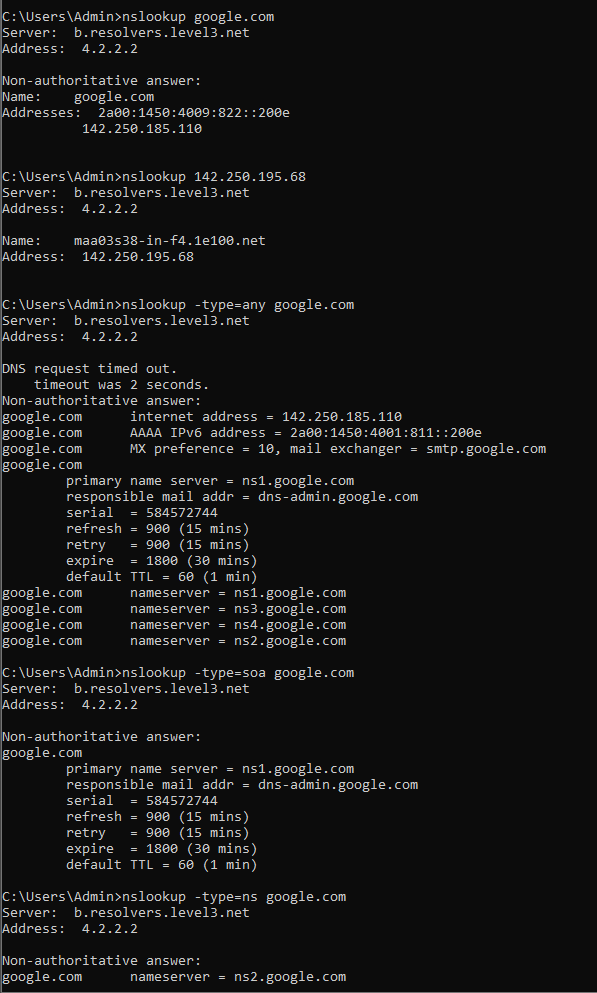 C:\Users\Admin>nslookup google.com
Server:  b.resolvers.level3.net
Address:  4.2.2.2

Non-authoritative answer:
Name:    google.com
Addresses:  2a00:1450:4009:822::200e
          142.250.185.110


C:\Users\Admin>nslookup 142.250.195.68
Server:  b.resolvers.level3.net
Address:  4.2.2.2

Name:    maa03s38-in-f4.1e100.net
Address:  142.250.195.68


C:\Users\Admin>nslookup -type=any google.com
Server:  b.resolvers.level3.net
Address:  4.2.2.2

DNS request timed out.
    timeout was 2 seconds.
Non-authoritative answer:
google.com      internet address = 142.250.185.110
google.com      AAAA IPv6 address = 2a00:1450:4001:811::200e
google.com      MX preference = 10, mail exchanger = smtp.google.com
google.com
        primary name server = ns1.google.com
        responsible mail addr = dns-admin.google.com
        serial  = 584572744
        refresh = 900 (15 mins)
        retry   = 900 (15 mins)
        expire  = 1800 (30 mins)
        default TTL = 60 (1 min)
google.com      nameserver = ns1.google.com
google.com      nameserver = ns3.google.com
google.com      nameserver = ns4.google.com
google.com      nameserver = ns2.google.com

C:\Users\Admin>nslookup -type=soa google.com
Server:  b.resolvers.level3.net
Address:  4.2.2.2

Non-authoritative answer:
google.com
        primary name server = ns1.google.com
        responsible mail addr = dns-admin.google.com
        serial  = 584572744
        refresh = 900 (15 mins)
        retry   = 900 (15 mins)
        expire  = 1800 (30 mins)
        default TTL = 60 (1 min)

C:\Users\Admin>nslookup -type=ns google.com
Server:  b.resolvers.level3.net
Address:  4.2.2.2

Non-authoritative answer:
google.com      nameserver = ns2.google.com